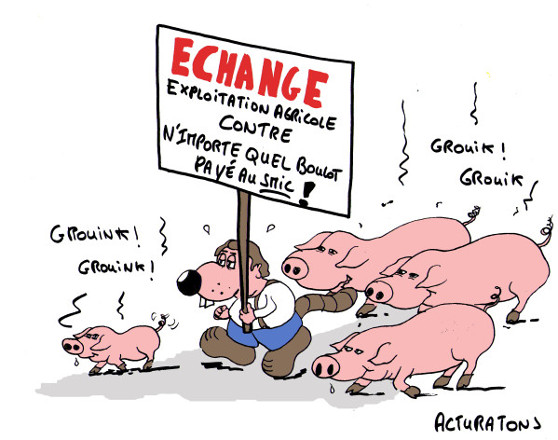 ECHANGE
EXPLOITATION AGRICOLE
CONTRE
N'IMPORTE QUEL BOULOT
PAYÉ AU SMIC !
GROUIK !
GROUIK
GROUINK !
GROUINK !
ACTURATONS